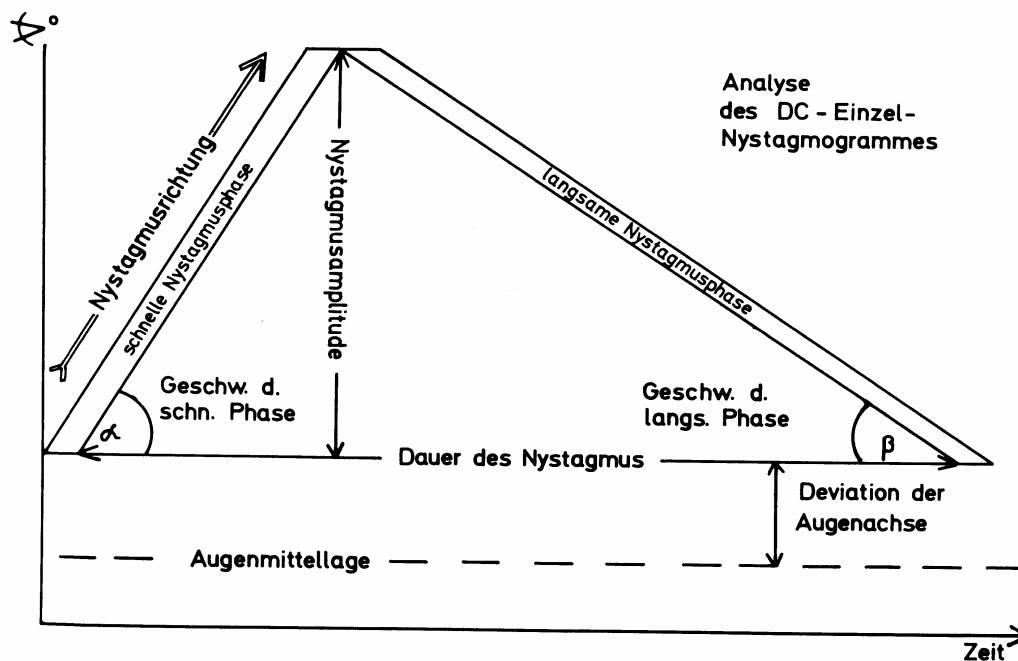 °
Analyse
des DC-Einzel-
Nystagmogrammes
Nystagmusrichtung
schnelle Nystagmusphase
Nystagmusamplitude
langsame Nystagmusphase
Geschw. d.
schn. Phase
α
Geschw. d.
langs. Phase
β
Dauer des Nystagmus
Deviation der
Augenachse
Augenmittellage
Zeit